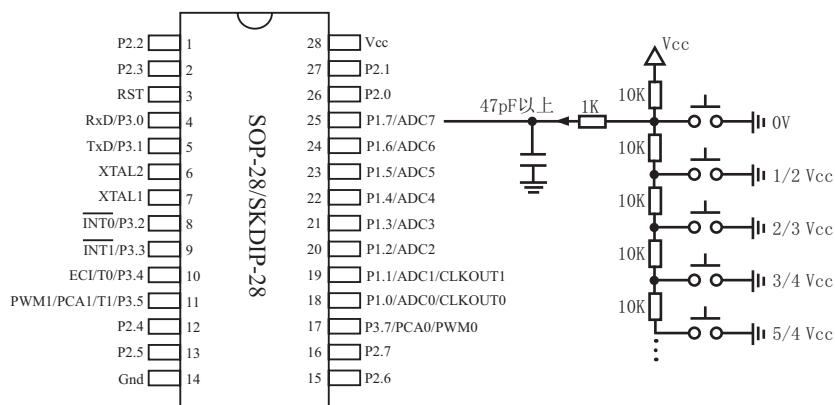 P2.2 1
P2.3 2
RST 3
RxD/P3.0 4
TxD/P3.1 5
XTAL2 6
XTAL1 7
INT0/P3.2 8
INT1/P3.3 9
ECI/T0/P3.4 10
PWM1/PCA1/T1/P3.5 11
P2.4 12
P2.5 13
Gnd 14
SOP-28/SKDIP-28
28 Vcc
27 P2.1
26 P2.0
25 P1.7/ADC7
24 P1.6/ADC6
23 P1.5/ADC5
22 P1.4/ADC4
21 P1.3/ADC3
20 P1.2/ADC2
19 P1.1/ADC1/CLKOUT1
18 P1.0/ADC0/CLKOUT0
17 P3.7/PCA0/PWM0
16 P2.7
15 P2.6
47pF以上
1K
Vcc
10K
0V
10K
1/2 Vcc
10K
2/3 Vcc
10K
3/4 Vcc
10K
5/4 Vcc